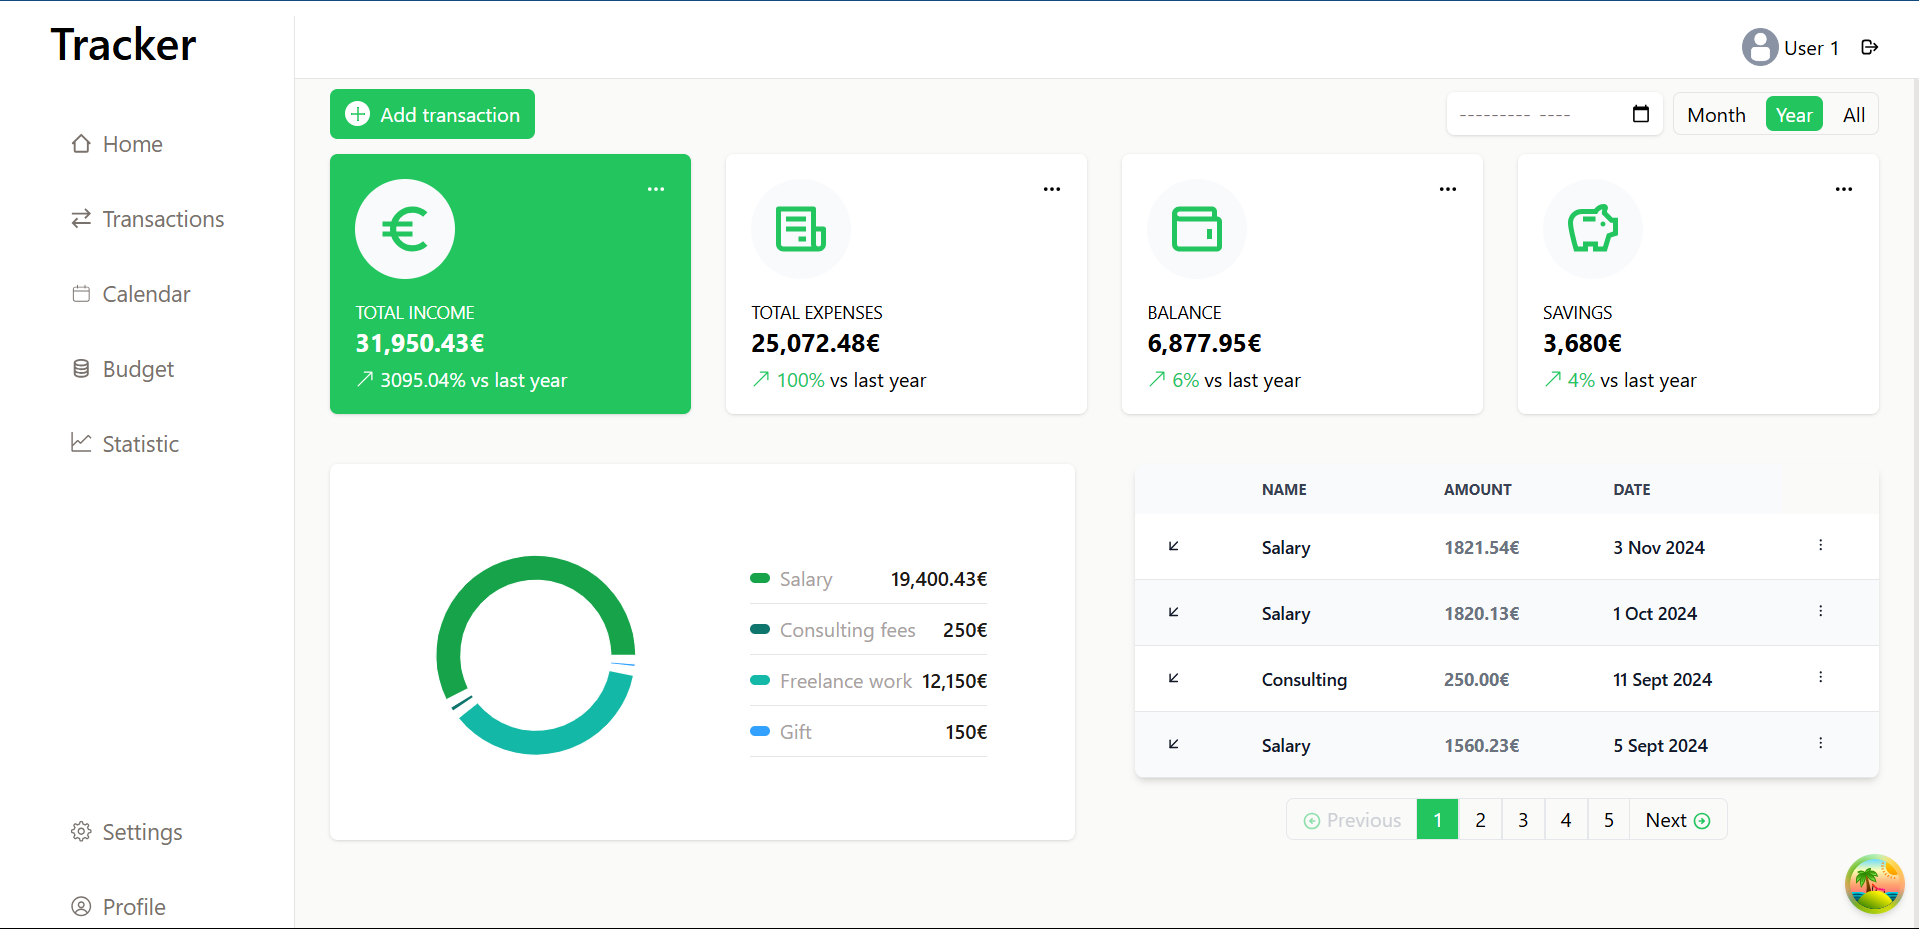 Tracker
User 1
Home
Transactions
Calendar
Budget
Statistic
Settings
Profile
Add transaction
--------- ----
Month Year All
TOTAL INCOME
31,950.43€
3095.04% vs last year
TOTAL EXPENSES
25,072.48€
100% vs last year
BALANCE
6,877.95€
6% vs last year
SAVINGS
3,680€
4% vs last year
Salary 19,400.43€
Consulting fees 250€
Freelance work 12,150€
Gift 150€
NAME AMOUNT DATE
Salary 1821.54€ 3 Nov 2024
Salary 1820.13€ 1 Oct 2024
Consulting 250.00€ 11 Sept 2024
Salary 1560.23€ 5 Sept 2024
Previous 1 2 3 4 5 Next